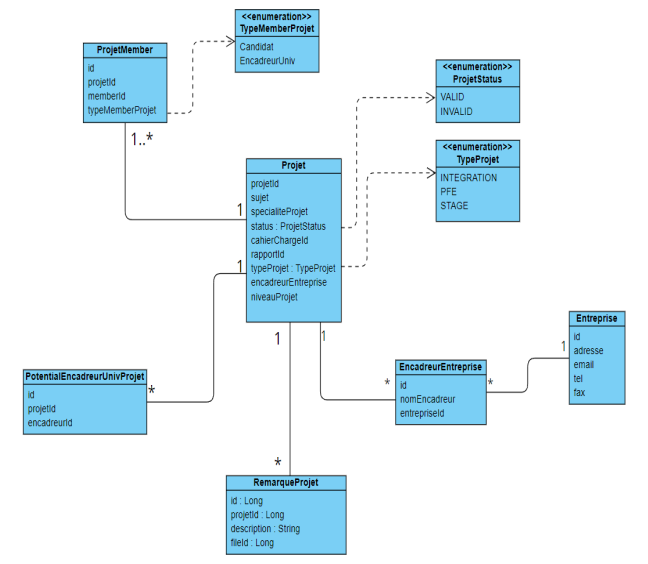 <<enumeration>>
TypeMemberProjet
Candidat
EncadreurUniv
ProjetMember
id
projetId
memberId
typeMemberProjet
1..*
<<enumeration>>
ProjetStatus
VALID
INVALID
<<enumeration>>
TypeProjet
INTEGRATION
PFE
STAGE
Projet
projetId
sujet
specialiteProjet
status : ProjetStatus
cahierChargeId
rapportId
typeProjet : TypeProjet
encadreurEntreprise
niveauProjet
1
1
1
1
Entreprise
id
adresse
email
tel
fax
1
EncadreurEntreprise
id
nomEncadreur
entrepriseId
*
*
PotentialEncadreurUnivProjet
id
projetId
encadreurId
*
*
RemarqueProjet
id : Long
projetId : Long
description : String
fileId : Long